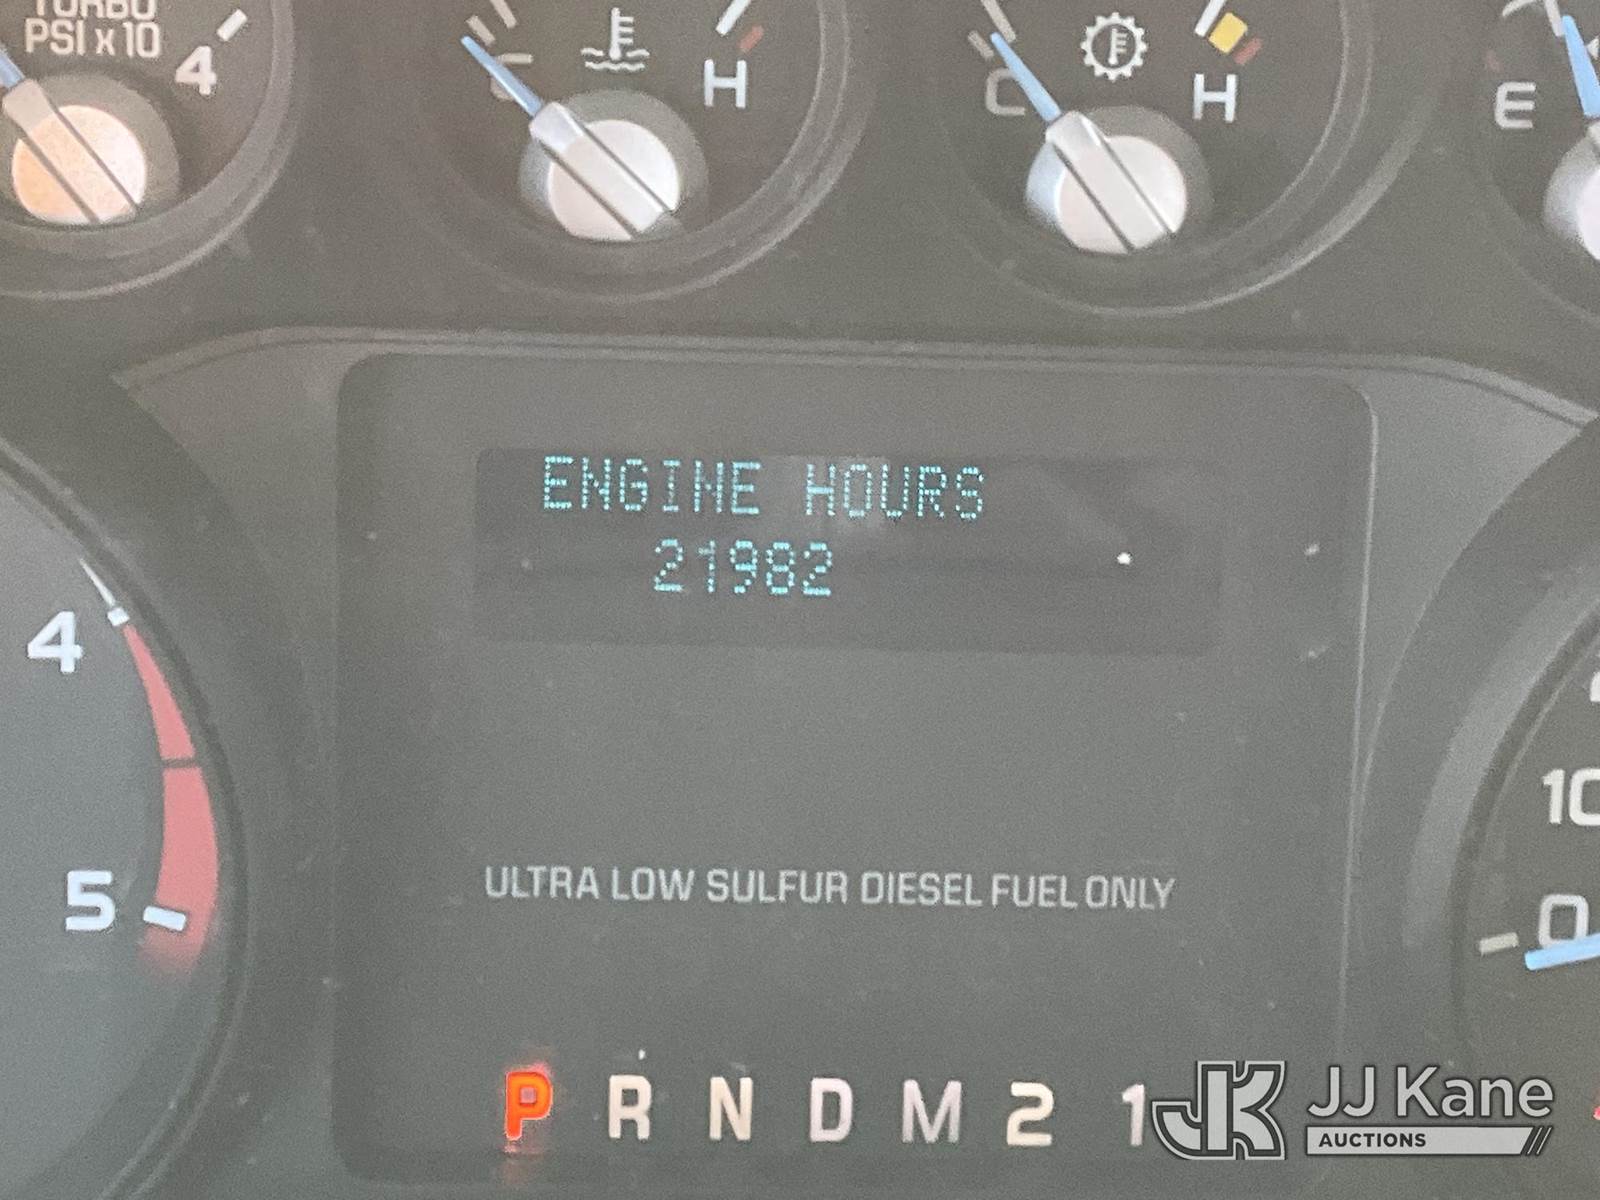 TURBO
PSI x 10
4
C
H
C
H
E
ENGINE HOURS
21982
4
5
10
0
ULTRA LOW SULFUR DIESEL FUEL ONLY
P R N D M 2 1
JK JJ Kane
AUCTIONS